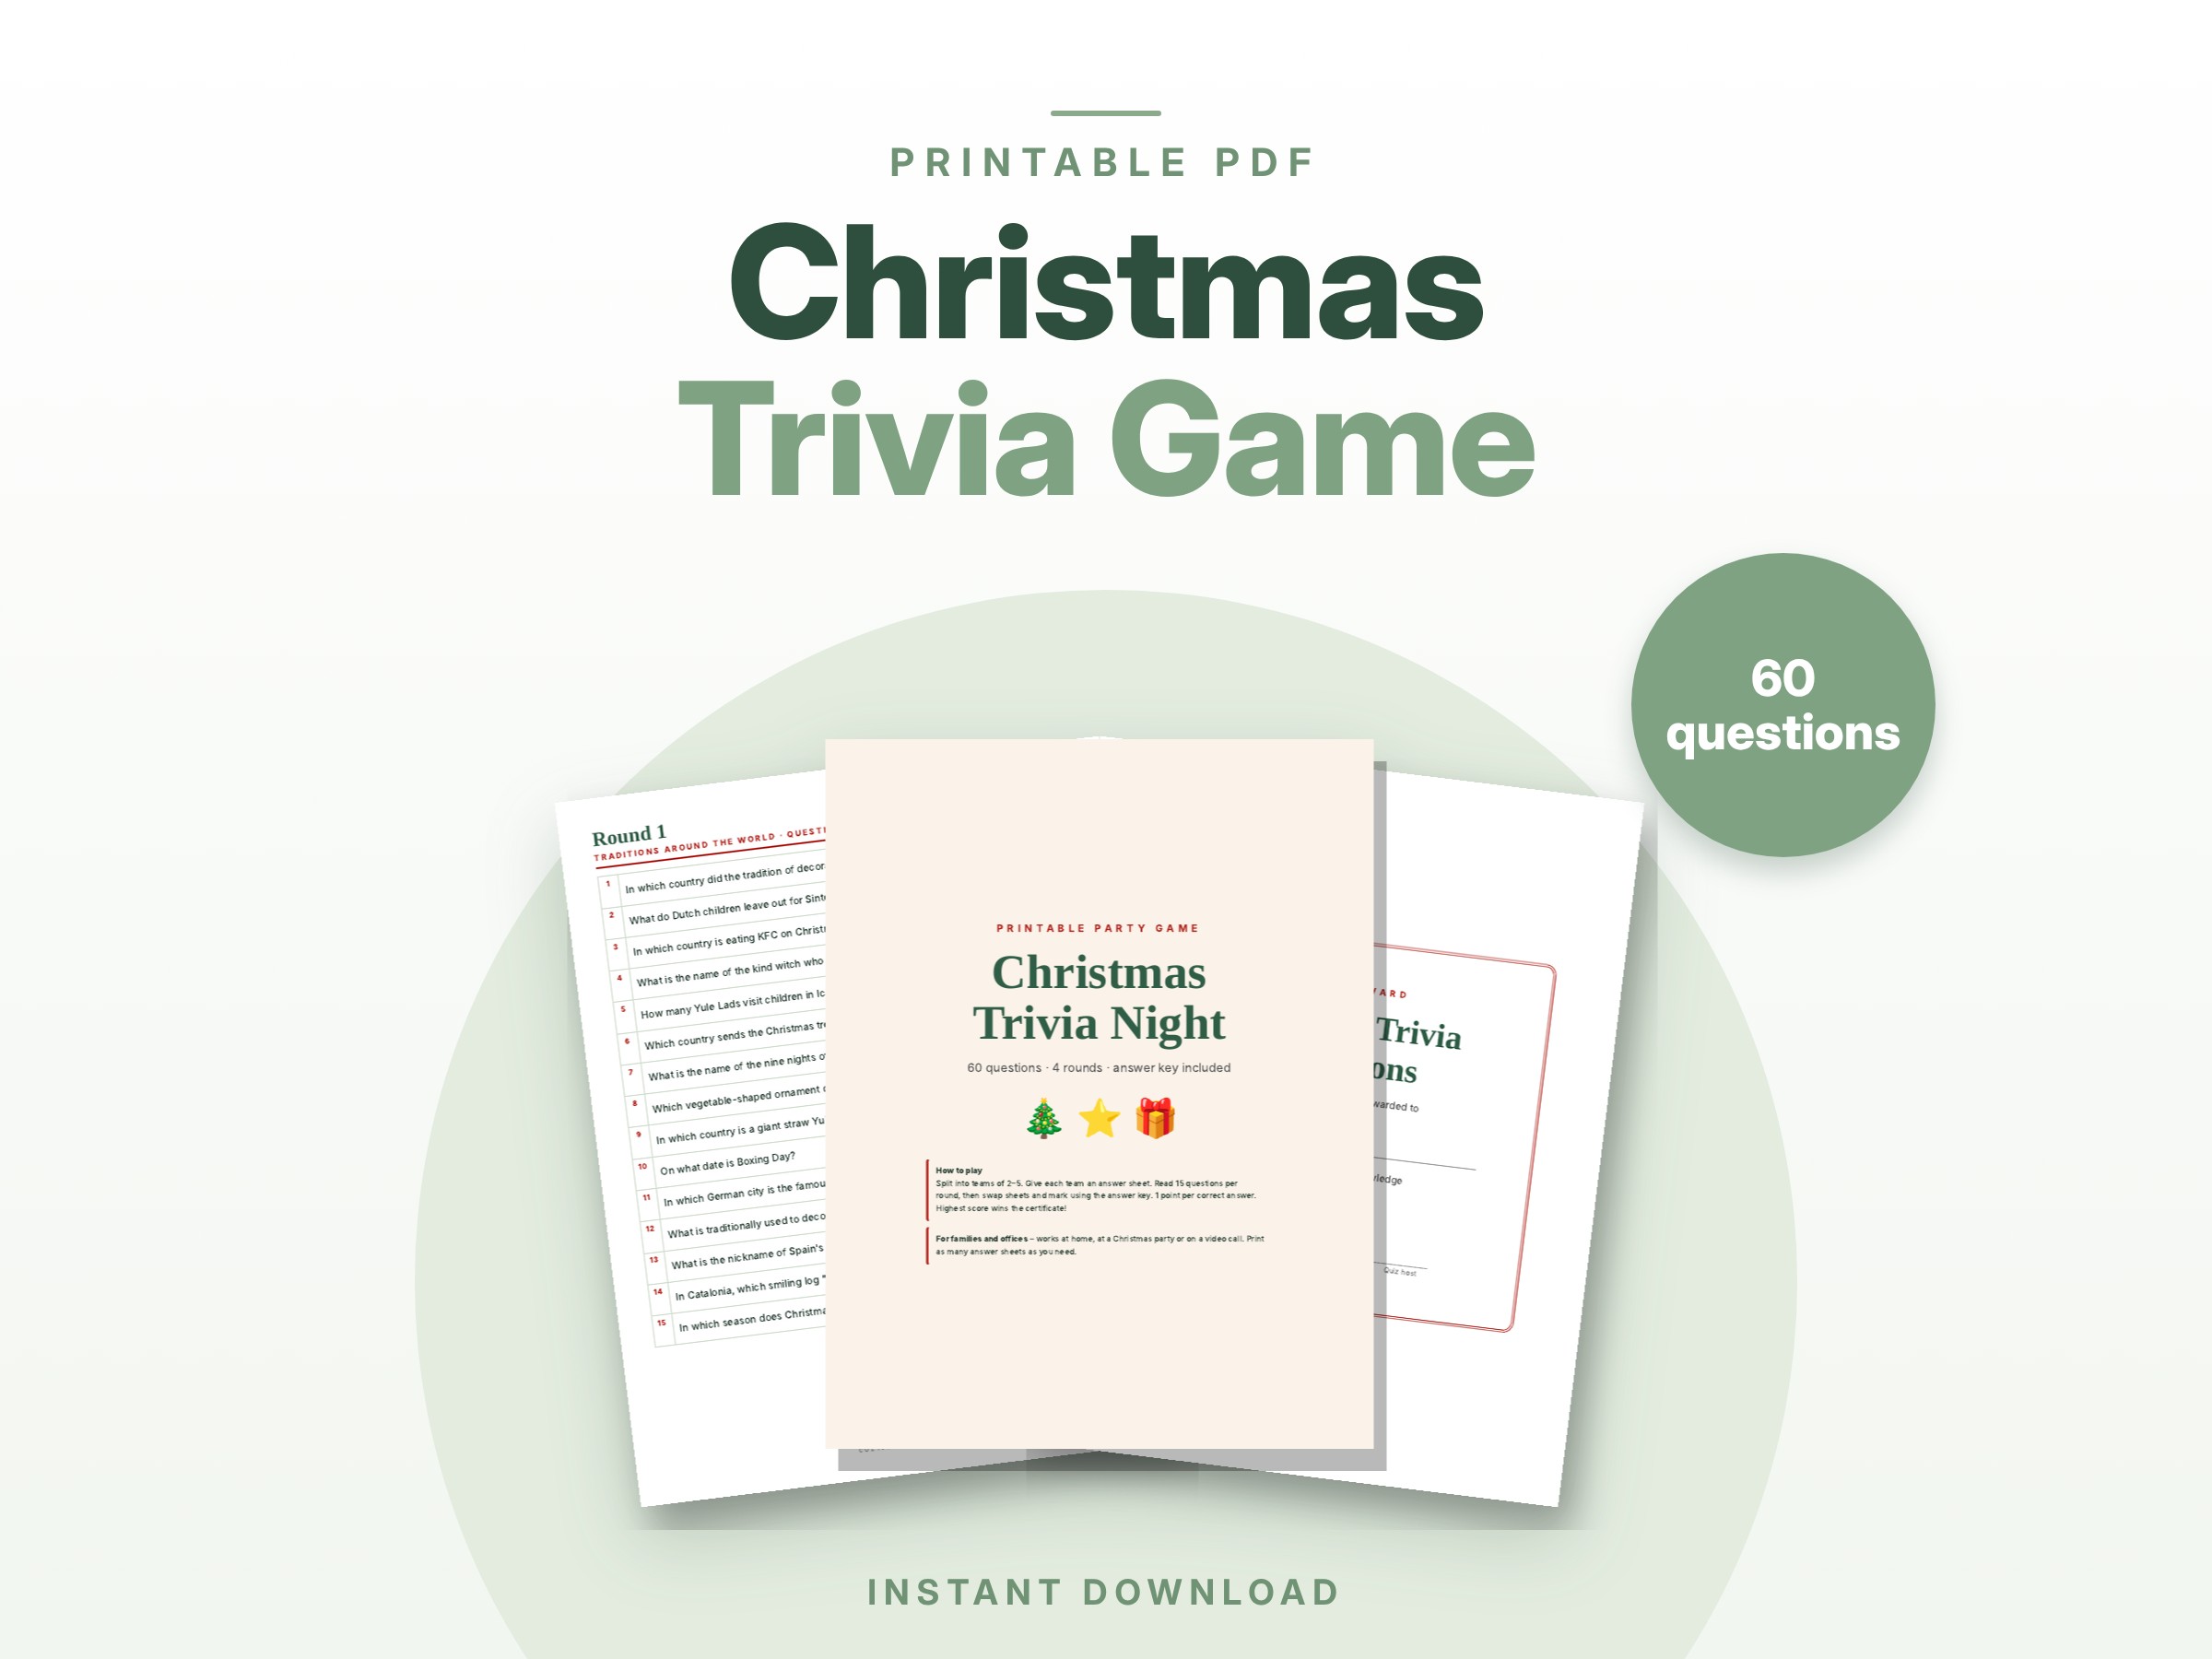 PRINTABLE PDF
Christmas
Trivia Game
60
questions
Round 1
TRADITIONS AROUND THE WORLD ·
1 In which country did the tradition of
2 What do Dutch children leave out for
3 In which country is eating KFC on
4 What is the name of the kind witch who
5 How many Yule Lads visit children in
6 Which country sends the Christmas
7 What is the name of the nine nights
8 Which vegetable-shaped ornament
9 In which country is a giant straw
10 On what date is Boxing Day?
11 In which German city is the
12 What is traditionally used to
13 What is the nickname of Spain's
14 In Catalonia, which smiling log "
15 In which season does
PRINTABLE PARTY GAME
Christmas
Trivia Night
60 questions · 4 rounds · answer key included
How to play
Split into teams of 2–5. Give each team an answer sheet. Read 15 questions per
round, then swap sheets and mark using the answer key. 1 point per correct answer.
Highest score wins the certificate!
For families and offices – works at home, at a Christmas party or on a video call. Print
as many answer sheets as you need.
Trivia
to
Quiz host
INSTANT DOWNLOAD